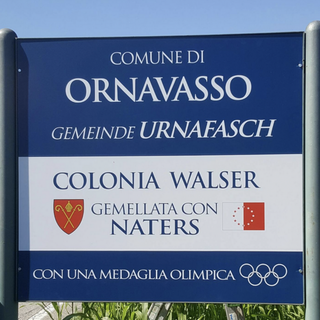 COMUNE DI
ORNAVASSO
GEMEINDE URNAFASCH
COLONIA WALSER
GEMELLATA CON
NATERS
CON UNA MEDAGLIA OLIMPICA